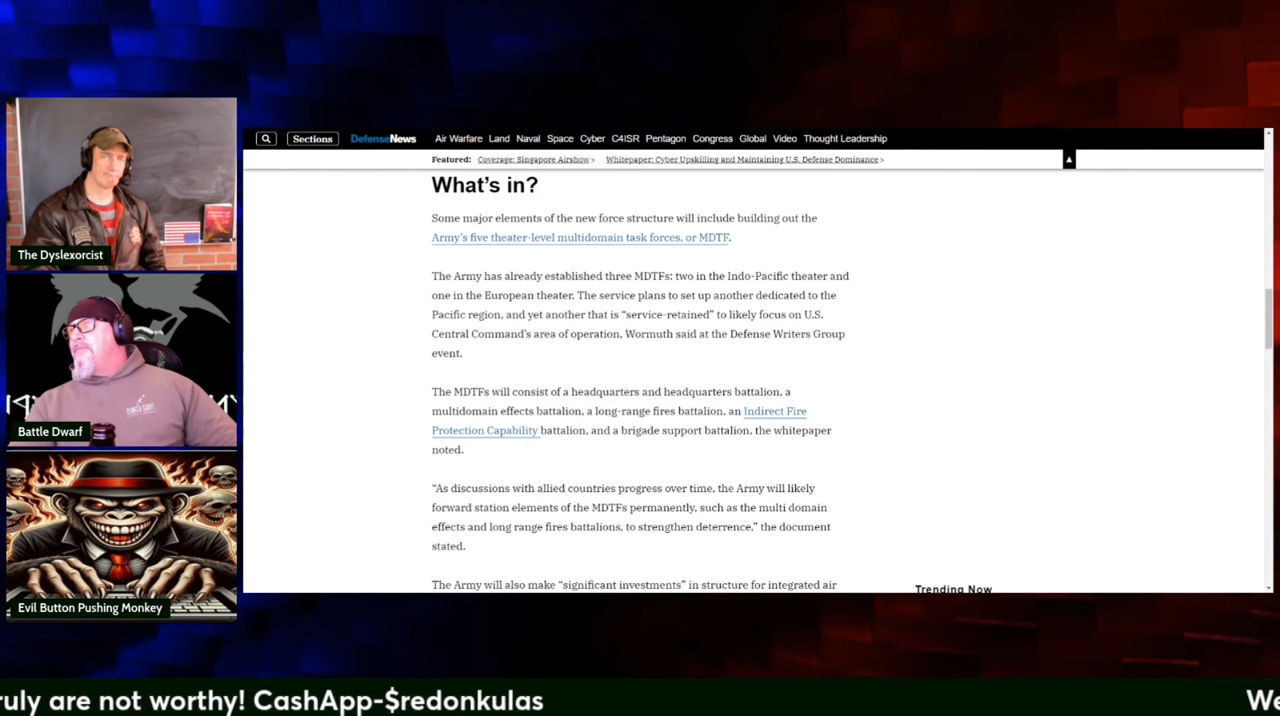 Sections DefenseNews Air Warfare Land Naval Space Cyber C4ISR Pentagon Congress Global Video Thought Leadership
Featured: Coverage: Singapore Airshow > Whitepaper: Cyber Upskilling and Maintaining U.S. Defense Dominance >
What's in?
Some major elements of the new force structure will include building out the
Army's five theater-level multidomain task forces, or MDTF.
The Army has already established three MDTFs: two in the Indo-Pacific theater and
one in the European theater. The service plans to set up another dedicated to the
Pacific region, and yet another that is “service-retained” to likely focus on U.S.
Central Command's area of operation, Wormuth said at the Defense Writers Group
event.
The MDTFs will consist of a headquarters and headquarters battalion, a
multidomain effects battalion, a long-range fires battalion, an Indirect Fire
Protection Capability battalion, and a brigade support battalion, the whitepaper
noted.
“As discussions with allied countries progress over time, the Army will likely
forward station elements of the MDTFs permanently, such as the multi domain
effects and long range fires battalions, to strengthen deterrence,” the document
stated.
The Army will also make “significant investments” in structure for integrated air
Trending Now
The Dyslexorcist
Battle Dwarf
Evil Button Pushing Monkey
ruly are not worthy! CashApp-$redonkulas
We